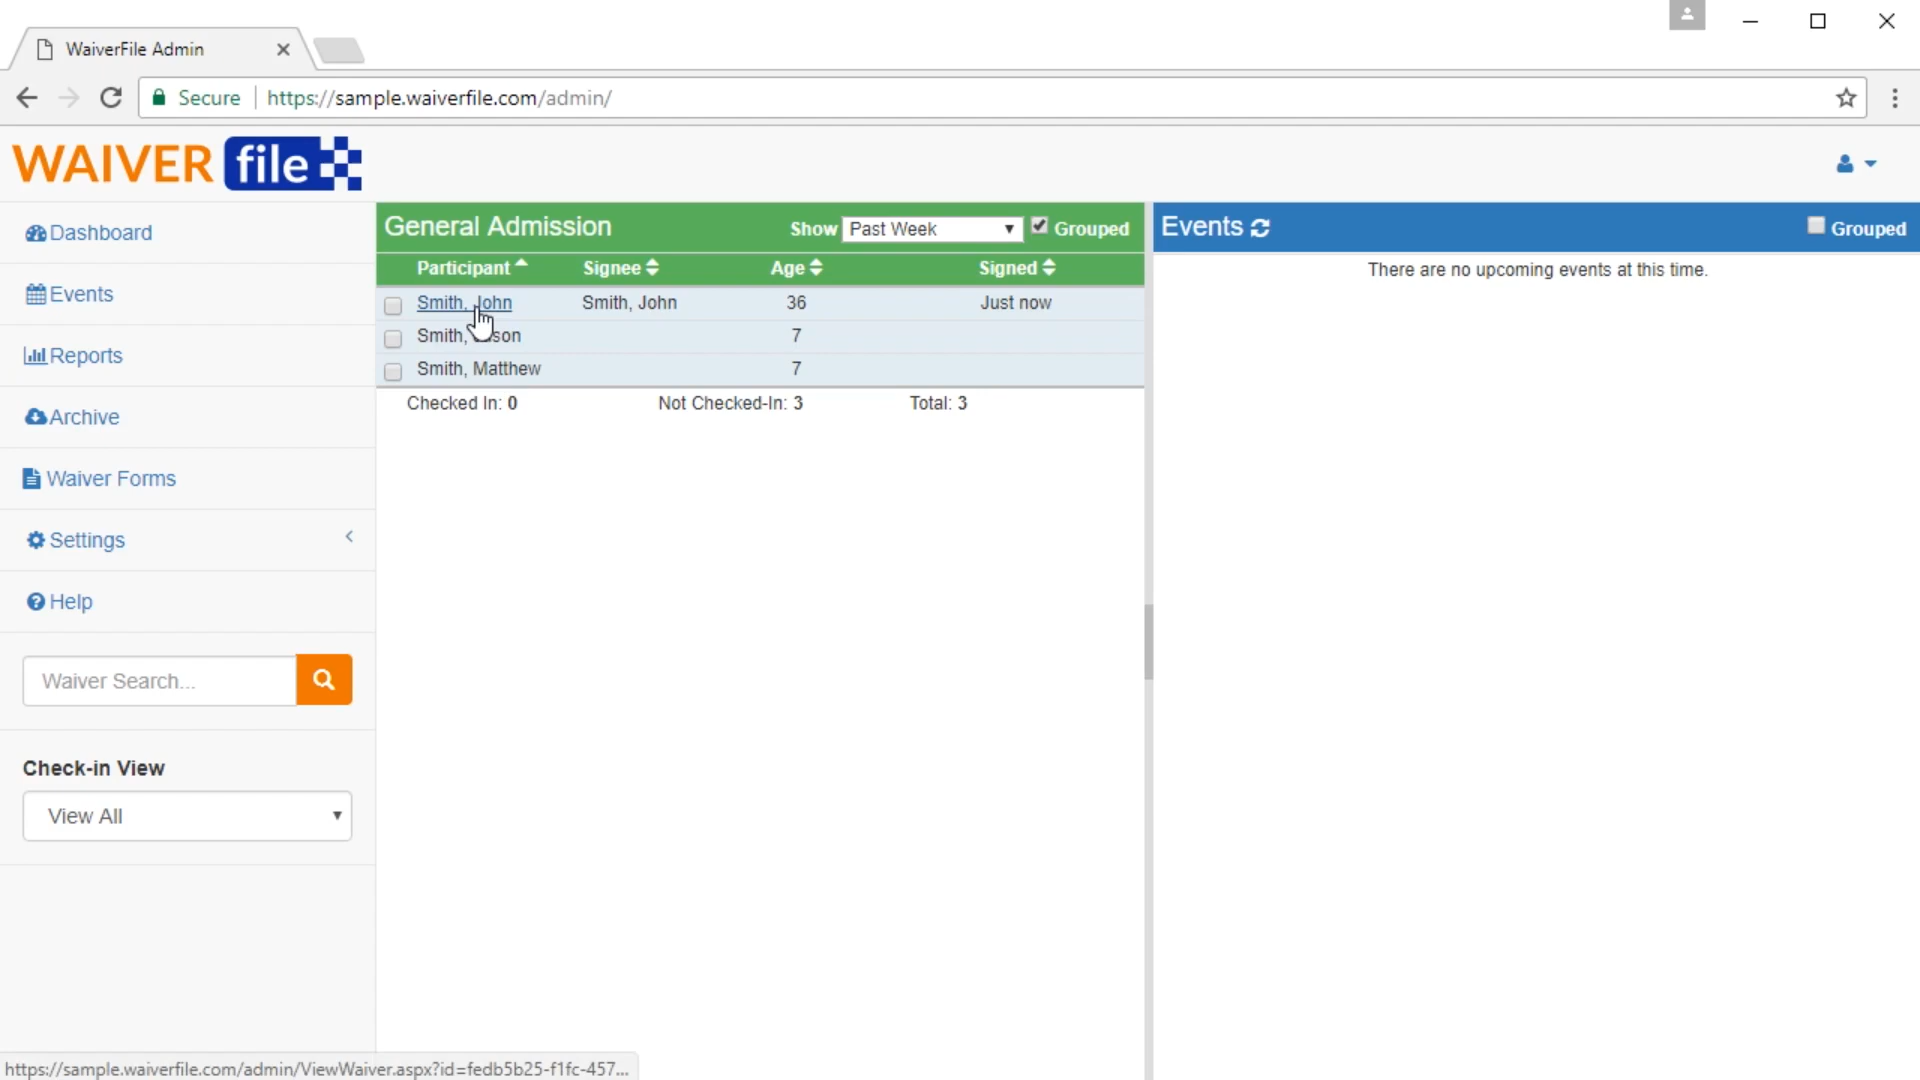 WaiverFile Admin
Secure https://sample.waiverfile.com/admin/
WAIVER file
Dashboard
Events
Reports
Archive
Waiver Forms
Settings
Help
Waiver Search...
Check-in View
View All
General Admission Show Past Week Grouped
Participant Signee Age Signed
Smith, John Smith, John 36 Just now
Smith, 7
Smith, Matthew 7
Checked In: 0 Not Checked-In: 3 Total: 3
Events Grouped
There are no upcoming events at this time.
https://sample.waiverfile.com/admin/ViewWaiver.aspx?id=fedb5b25-f1fc-457...